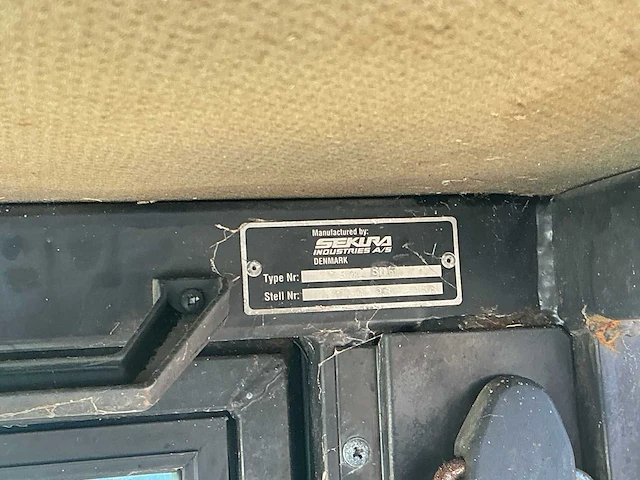 Manufactured by:
SEKURA
INDUSTRIES A/S
DENMARK
Type Nr:
Stell Nr: